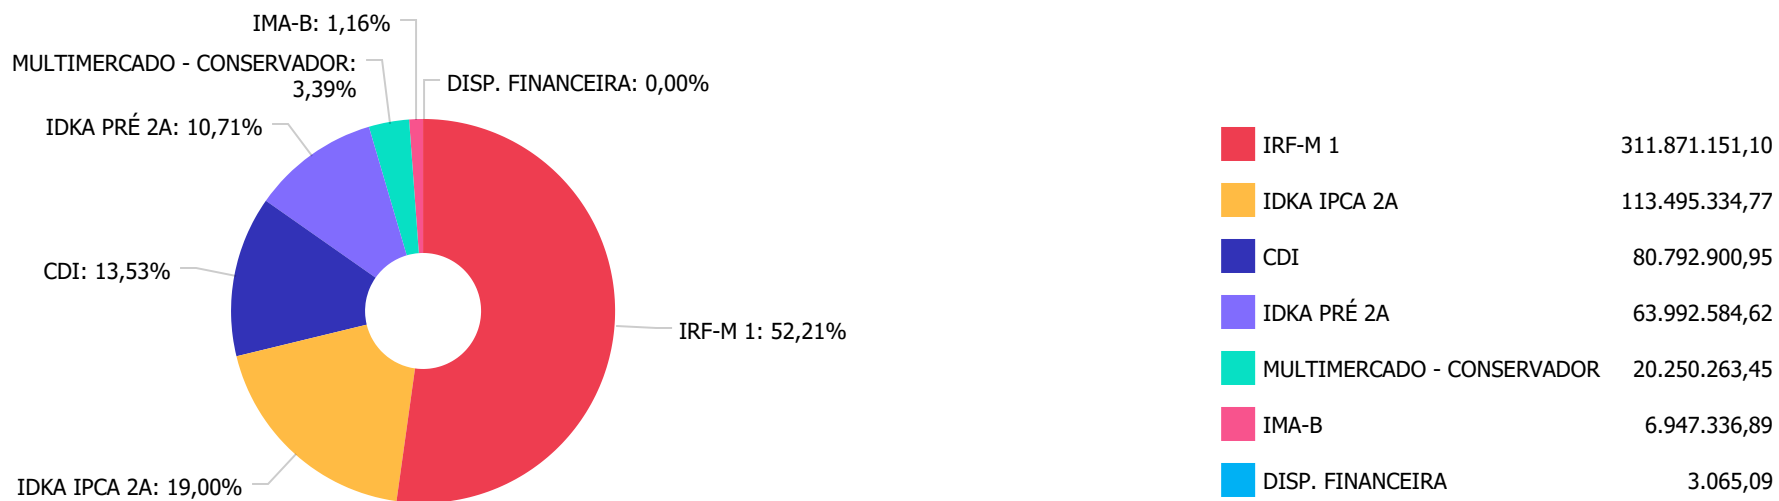 IMA-B: 1,16%
MULTIMERCADO - CONSERVADOR:
3,39%
DISP. FINANCEIRA: 0,00%
IDKA PRÉ 2A: 10,71%
CDI: 13,53%
IRF-M 1: 52,21%
IDKA IPCA 2A: 19,00%
IRF-M 1 311.871.151,10
IDKA IPCA 2A 113.495.334,77
CDI 80.792.900,95
IDKA PRÉ 2A 63.992.584,62
MULTIMERCADO - CONSERVADOR 20.250.263,45
IMA-B 6.947.336,89
DISP. FINANCEIRA 3.065,09